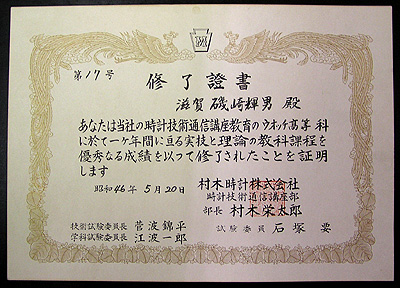 第17号
修了證書
滋賀 磯崎輝男 殿
あなたは当社の時計技術通信講座教育のウオッチ高等科
に於て一ケ年間に亘る実技と理論の教科課程を
優秀なる成績を以って修了されたことを証明
します
昭和46年5月20日
村木時計株式会社
時計技術通信講座部
部長 村木栄太郎
技術試験委員長 菅波錦平
学科試験委員長 江波一郎
試験委員 石塚 要